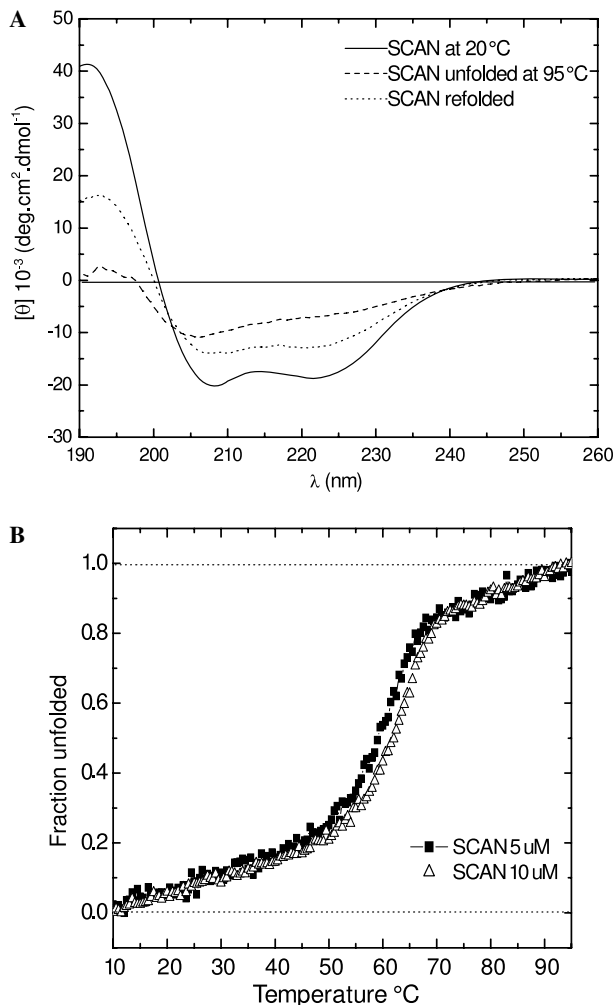 A
50
40
30
20
10
0
-10
-20
-30
[θ] 10⁻³ (deg.cm².dmol⁻¹)
SCAN at 20°C
SCAN unfolded at 95°C
SCAN refolded
190 200 210 220 230 240 250 260
λ (nm)
B
1.0
0.8
0.6
0.4
0.2
0.0
Fraction unfolded
SCAN 5 uM
SCAN 10 uM
10 20 30 40 50 60 70 80 90
Temperature °C